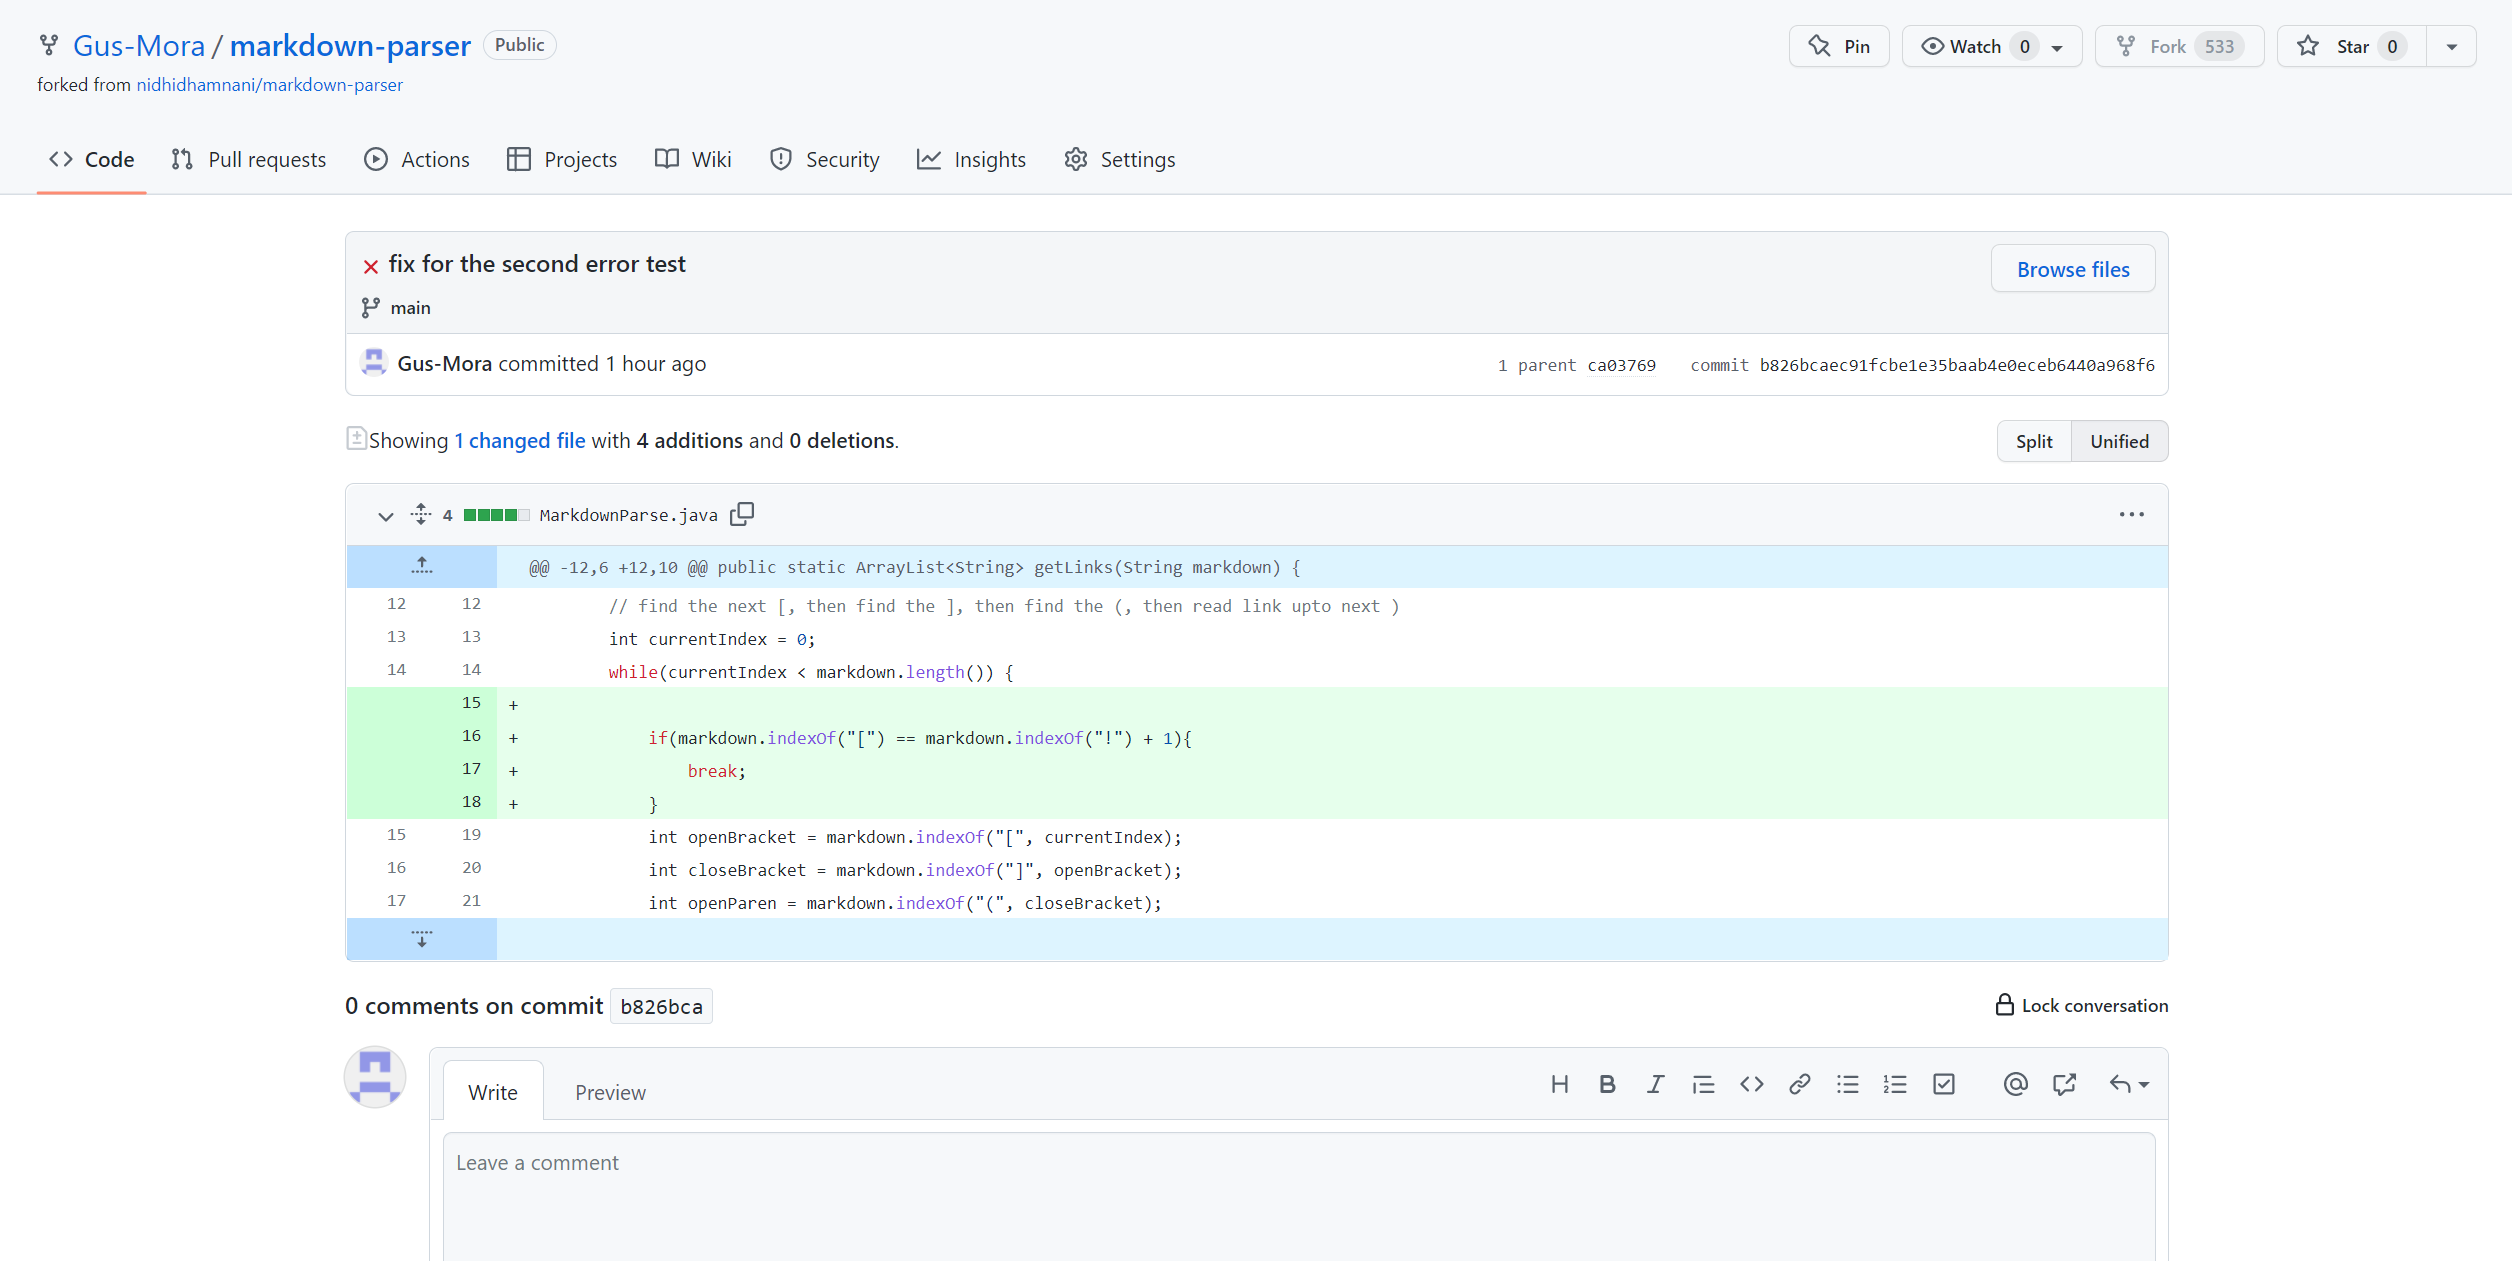 Gus-Mora / markdown-parser Public
Pin Watch 0 Fork 533 Star 0
forked from nidhidhamnani/markdown-parser
Code Pull requests Actions Projects Wiki Security Insights Settings
fix for the second error test
Browse files
main
Gus-Mora committed 1 hour ago 1 parent ca03769 commit b826bcaec91fcbe1e35baab4e0eceb6440a968f6
Showing 1 changed file with 4 additions and 0 deletions.
Split Unified
4 MarkdownParse.java
@@ -12,6 +12,10 @@ public static ArrayList<String> getLinks(String markdown) {
12 12 // find the next [, then find the ], then find the (, then read link upto next )
13 13 int currentIndex = 0;
14 14 while(currentIndex < markdown.length()) {
15 +
16 + if(markdown.indexOf("[") == markdown.indexOf("!") + 1){
17 + break;
18 + }
15 19 int openBracket = markdown.indexOf("[", currentIndex);
16 20 int closeBracket = markdown.indexOf("]", openBracket);
17 21 int openParen = markdown.indexOf("(", closeBracket);
0 comments on commit b826bca
Lock conversation
Write Preview
Leave a comment